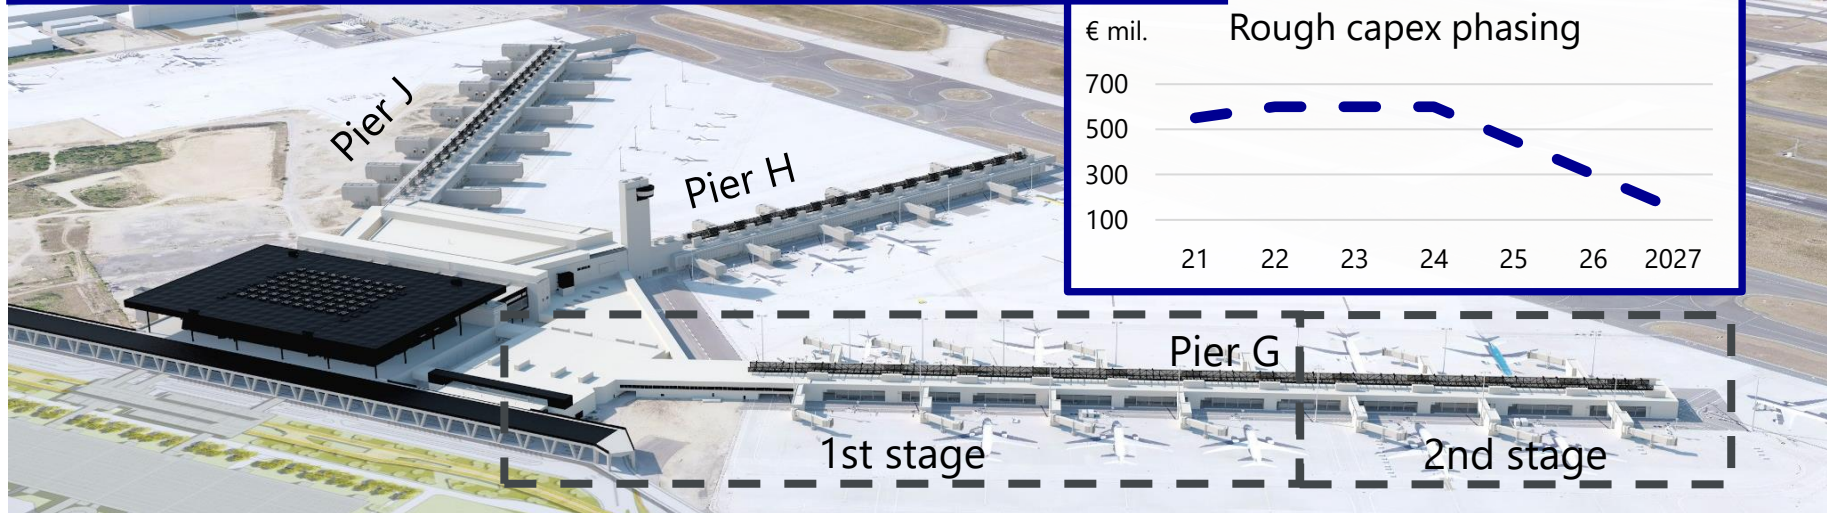 € mil.
Rough capex phasing
700
500
300
100
21 22 23 24 25 26 2027
Pier J
Pier H
Pier G
1st stage
2nd stage